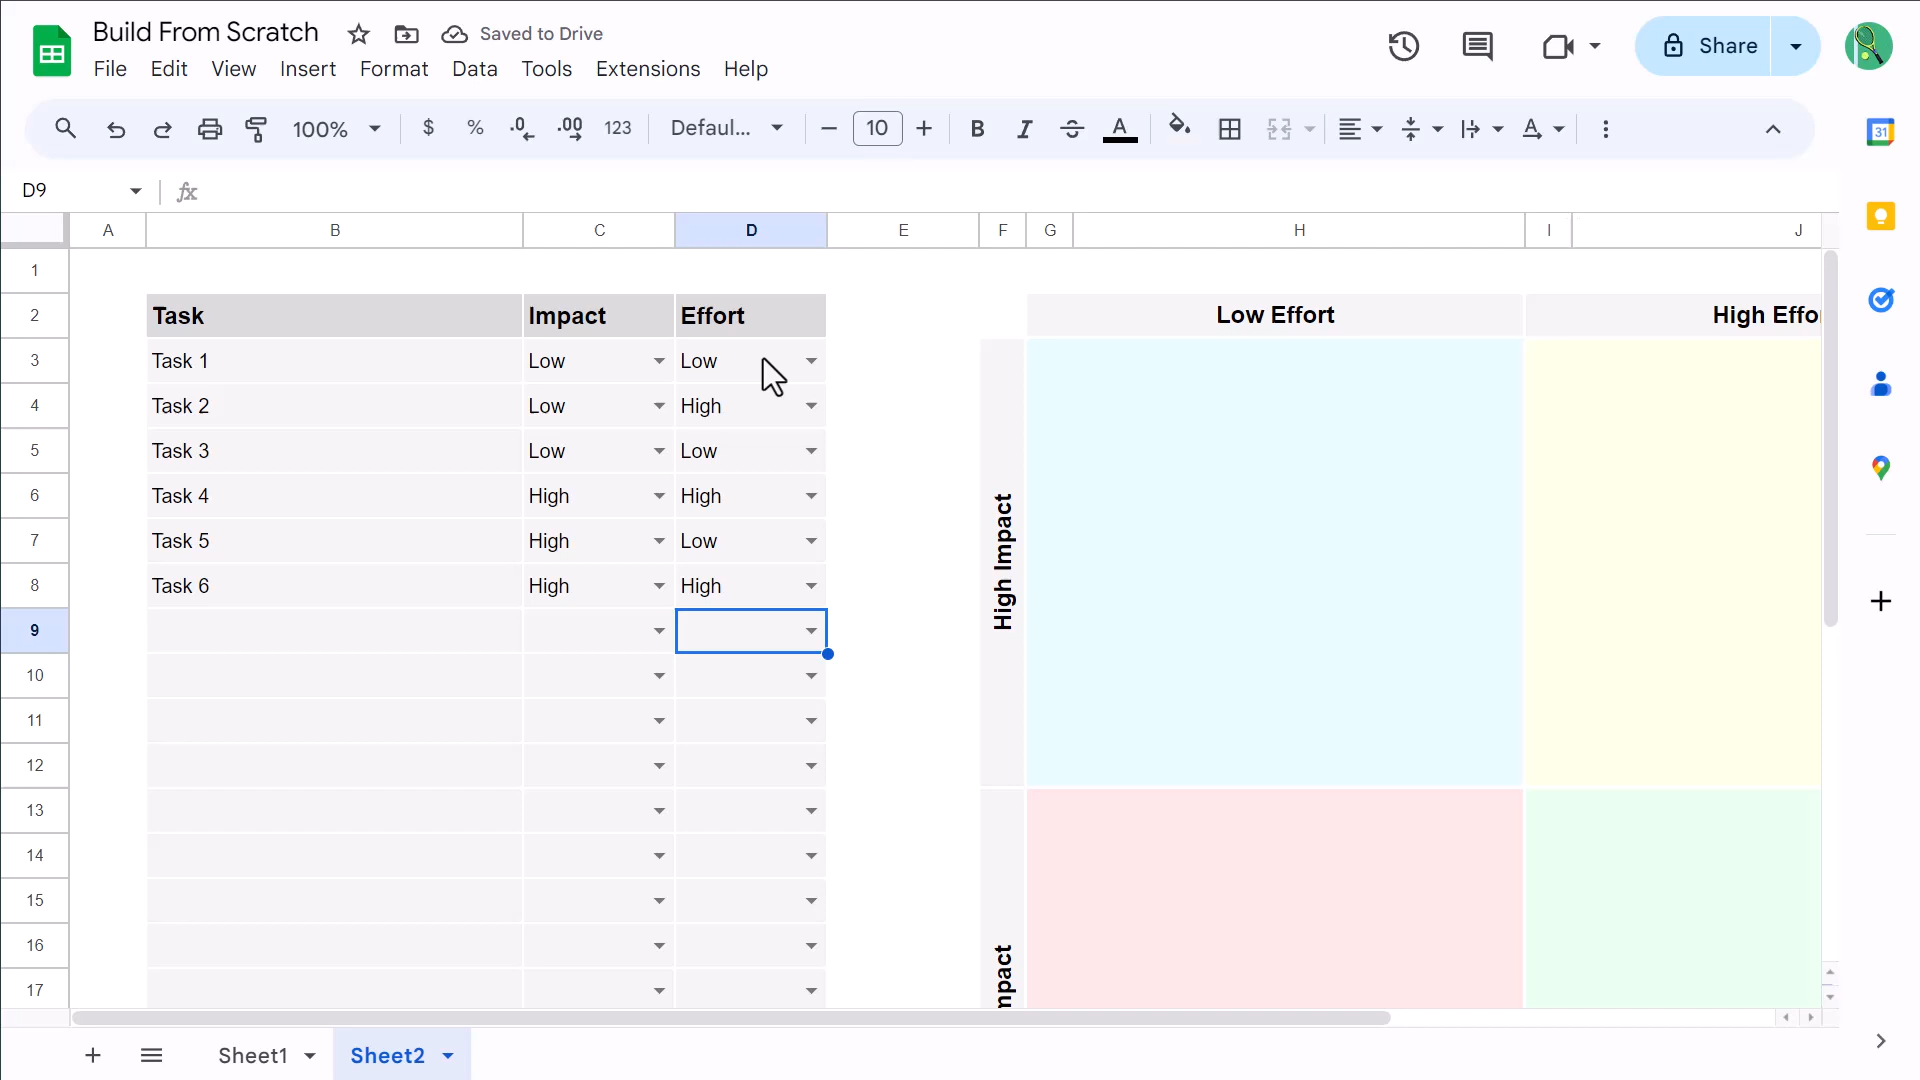 Build From Scratch Saved to Drive
File Edit View Insert Format Data Tools Extensions Help
Share
100% $ % .0 .00 123 Defaul... 10 B I S A A
31
D9 fx
A B C D E F G H I J
1
2 Task Impact Effort Low Effort High Effo
3 Task 1 Low Low
4 Task 2 Low High
5 Task 3 Low Low
6 Task 4 High High
7 Task 5 High Low
8 Task 6 High High
High Impact
9
10
11
12
13
14
15
16
mpact
17
Sheet1 Sheet2